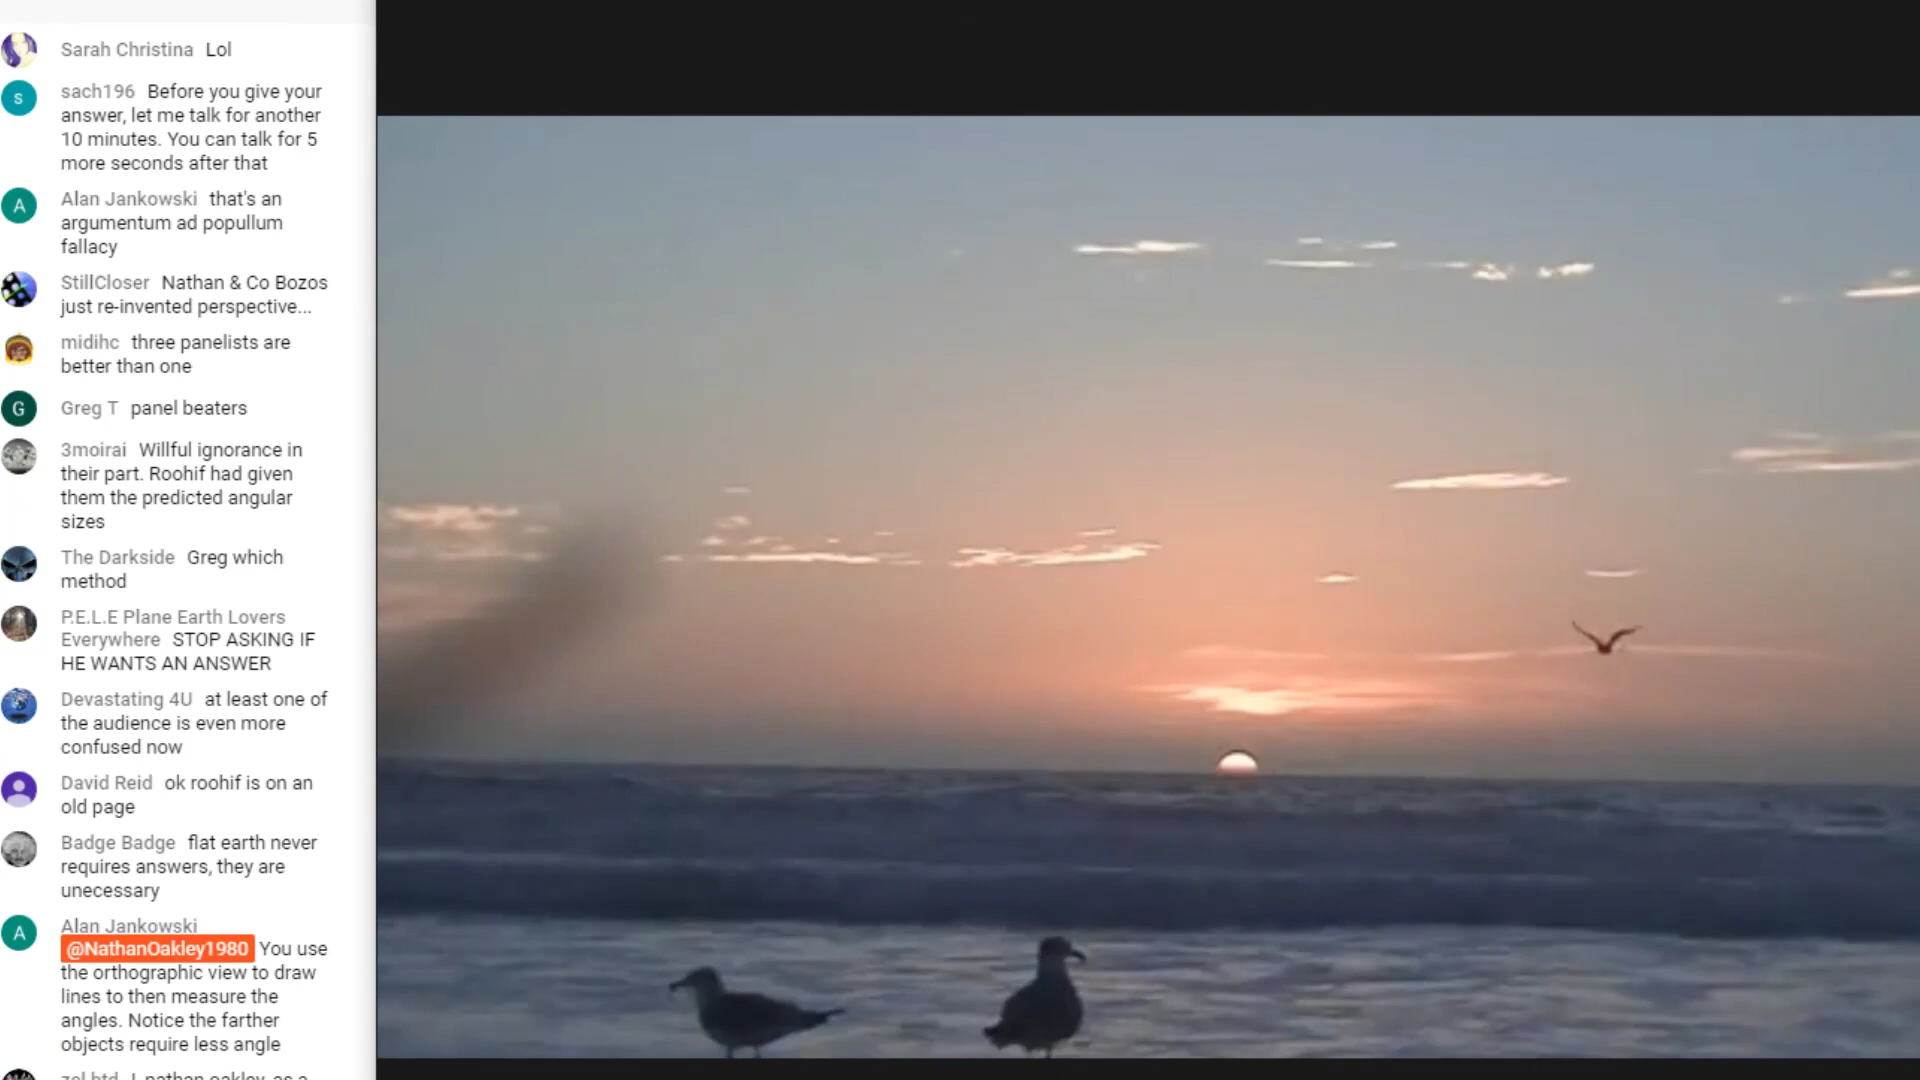 Sarah Christina Lol
sach196 Before you give your
answer, let me talk for another
10 minutes. You can talk for 5
more seconds after that
Alan Jankowski that's an
argumentum ad popullum
fallacy
StillCloser Nathan & Co Bozos
just re-invented perspective...
midihc three panelists are
better than one
Greg T panel beaters
3moirai Willful ignorance in
their part. Roohif had given
them the predicted angular
sizes
The Darkside Greg which
method
P.E.L.E Plane Earth Lovers
Everywhere STOP ASKING IF
HE WANTS AN ANSWER
Devastating 4U at least one of
the audience is even more
confused now
David Reid ok roohif is on an
old page
Badge Badge flat earth never
requires answers, they are
unecessary
Alan Jankowski
@NathanOakley1980 You use
the orthographic view to draw
lines to then measure the
angles. Notice the farther
objects require less angle
nathan oakley, as a